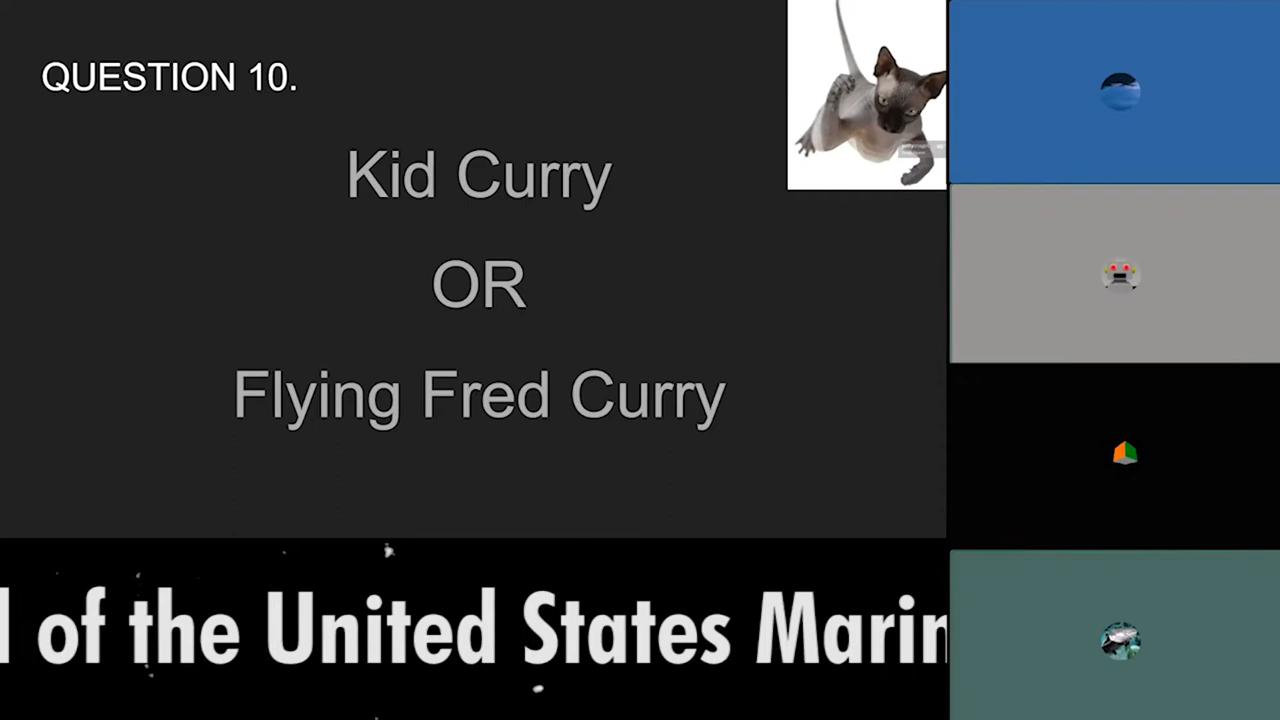 QUESTION 10.
Kid Curry
OR
Flying Fred Curry
of the United States Marin